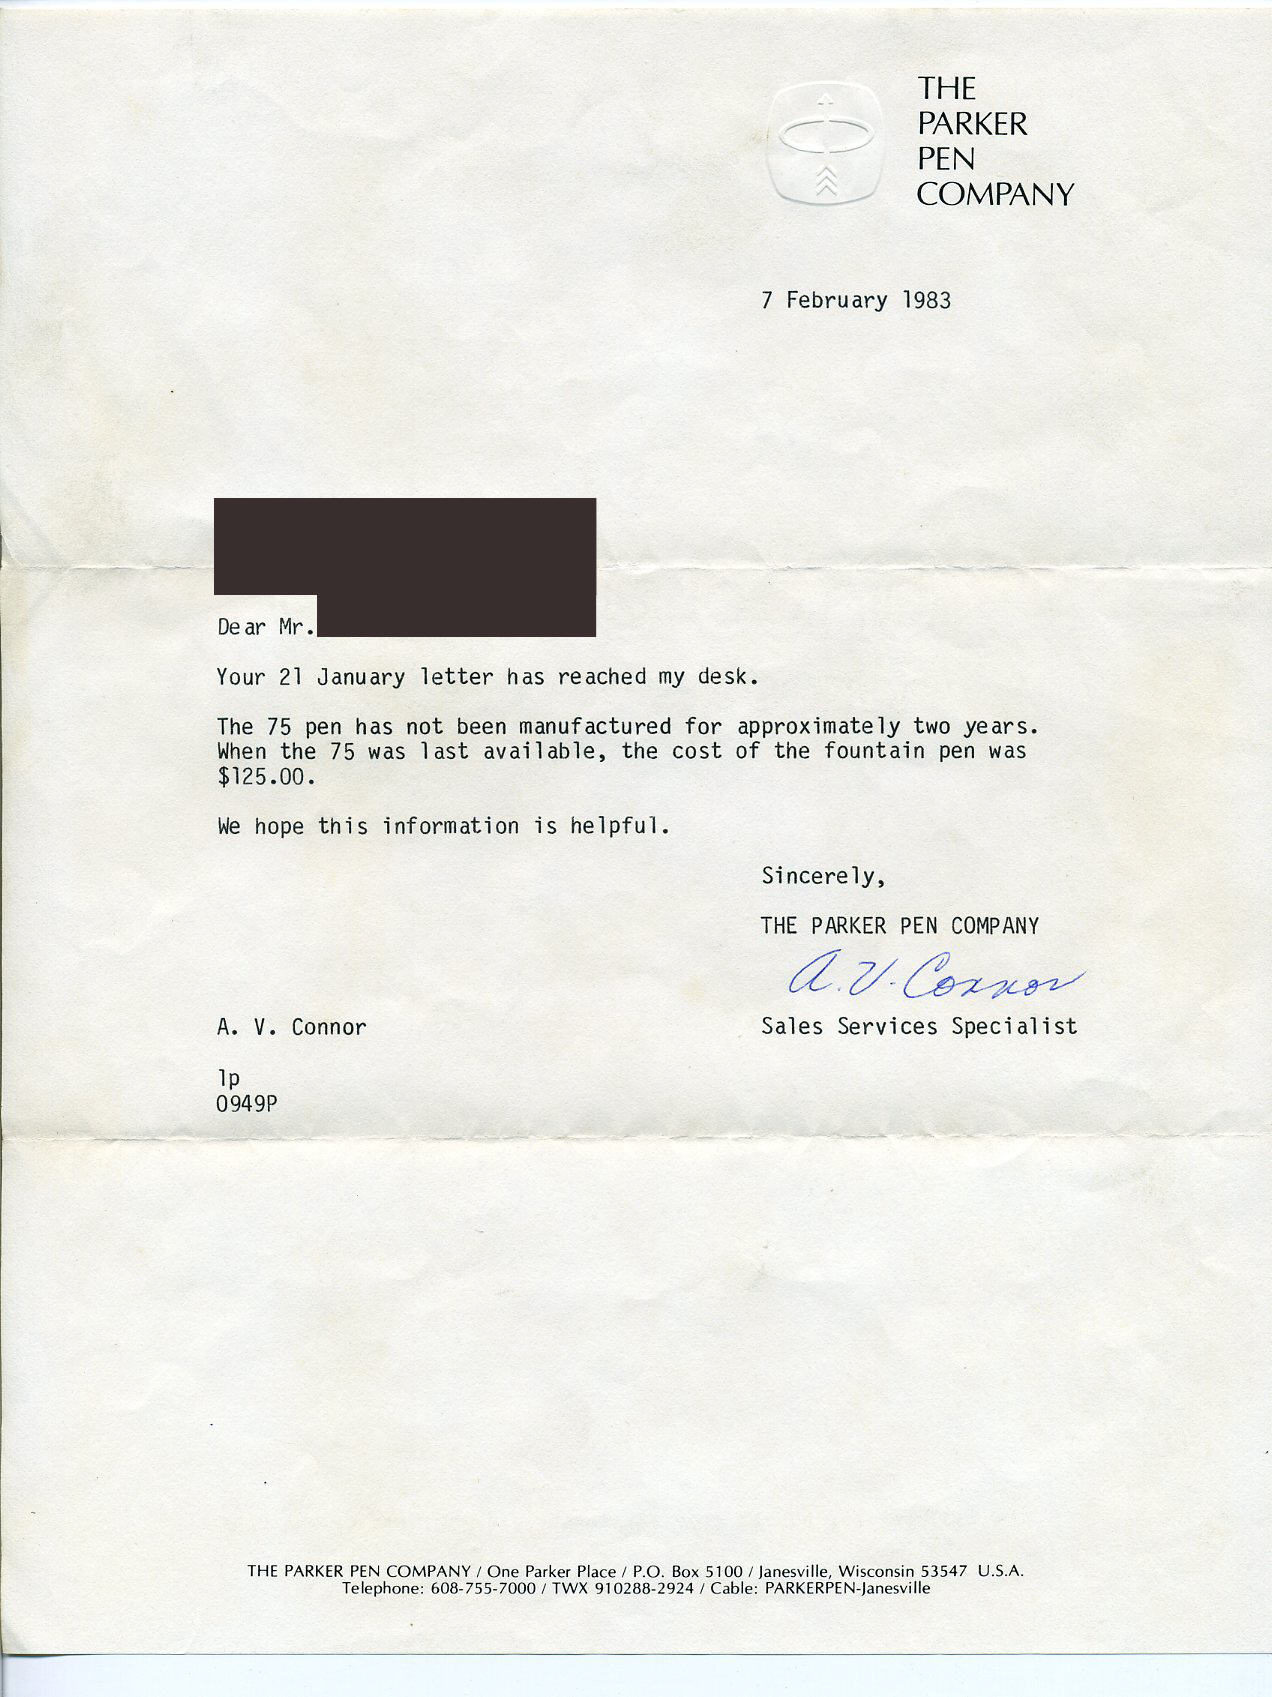 THE
PARKER
PEN
COMPANY
7 February 1983
Dear Mr.
Your 21 January letter has reached my desk.
The 75 pen has not been manufactured for approximately two years.
When the 75 was last available, the cost of the fountain pen was
$125.00.
We hope this information is helpful.
Sincerely,
THE PARKER PEN COMPANY
A. V. Connor
A. V. Connor
Sales Services Specialist
lp
0949P
THE PARKER PEN COMPANY / One Parker Place / P.O. Box 5100 / Janesville, Wisconsin 53547 U.S.A.
Telephone: 608-755-7000 / TWX 910288-2924 / Cable: PARKERPEN-Janesville